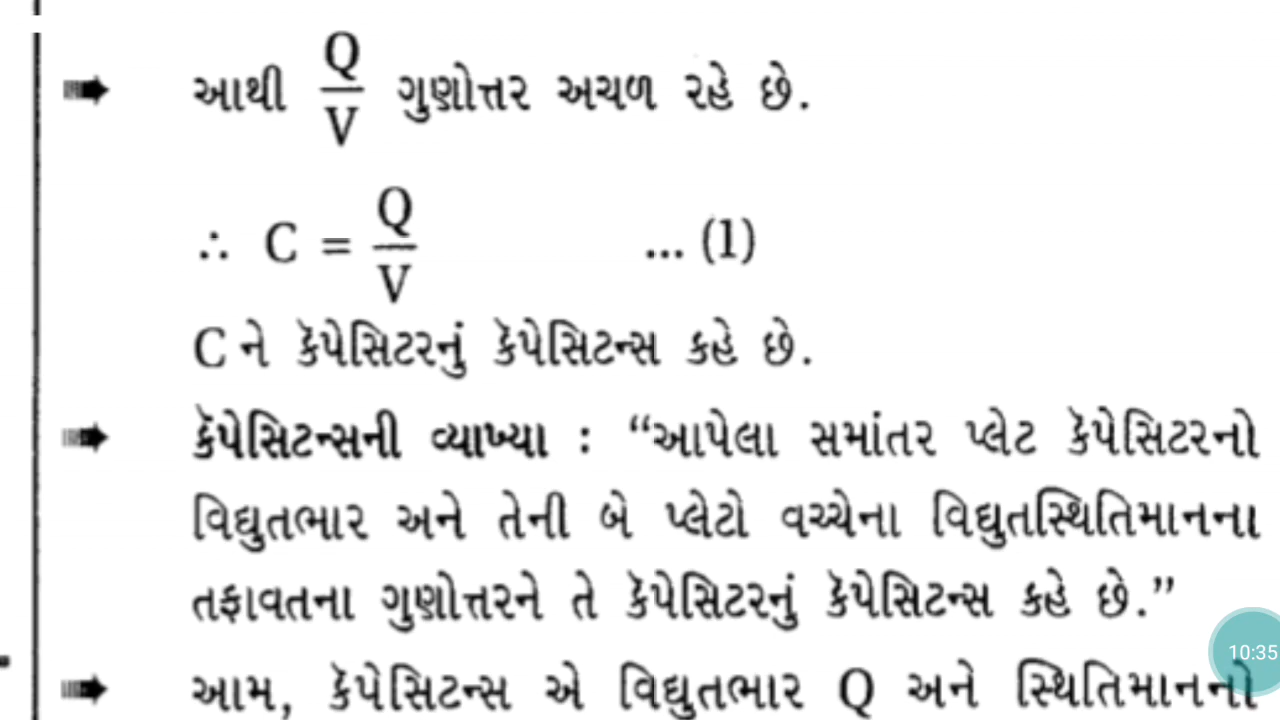 આથી Q/V ગુણોત્તર અચળ રહે છે.
∴ C = Q/V ... (1)
C ને કૅપેસિટરનું કૅપેસિટન્સ કહે છે.
કૅપેસિટન્સની વ્યાખ્યા : “આપેલા સમાંતર પ્લેટ કૅપેસિટરનો
વિદ્યુતભાર અને તેની બે પ્લેટો વચ્ચેના વિદ્યુતસ્થિતિમાનના
તફાવતના ગુણોત્તરને તે કૅપેસિટરનું કૅપેસિટન્સ કહે છે.”
આમ, કૅપેસિટન્સ એ વિદ્યુતભાર Q અને સ્થિતિમાનનો
10:35